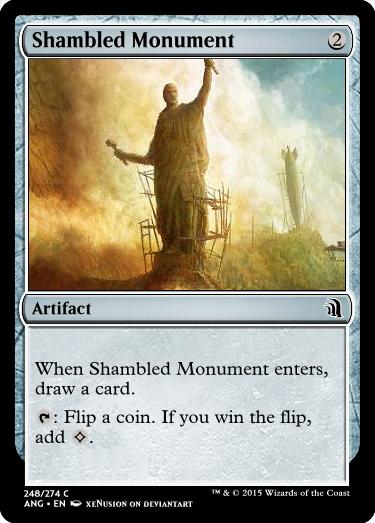 Shambled Monument 2
Artifact
When Shambled Monument enters,
draw a card.
: Flip a coin. If you win the flip,
add .
248/274 C ™ & © 2015 Wizards of the Coast
ANG • EN xeNusion on deviantart